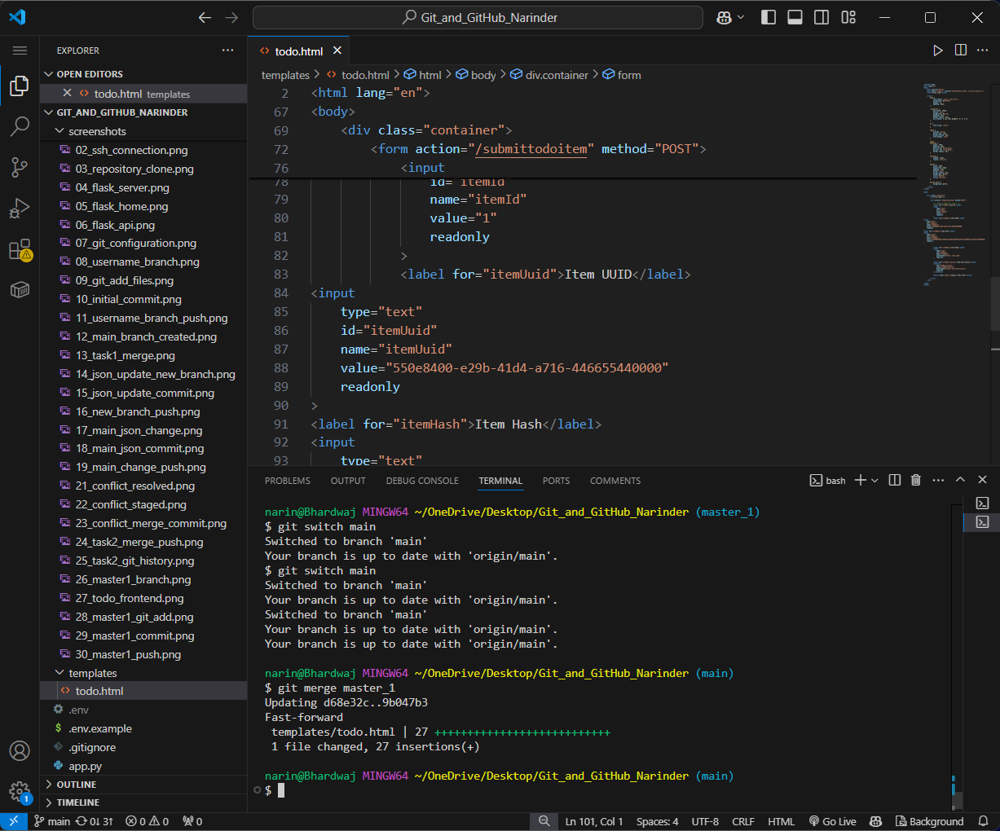 Git_and_GitHub_Narinder
EXPLORER
OPEN EDITORS
todo.html templates
GIT_AND_GITHUB_NARINDER
screenshots
02_ssh_connection.png
03_repository_clone.png
04_flask_server.png
05_flask_home.png
06_flask_api.png
07_git_configuration.png
08_username_branch.png
09_git_add_files.png
10_initial_commit.png
11_username_branch_push.png
12_main_branch_created.png
13_task1_merge.png
14_json_update_new_branch.png
15_json_update_commit.png
16_new_branch_push.png
17_main_json_change.png
18_main_json_commit.png
19_main_change_push.png
21_conflict_resolved.png
22_conflict_staged.png
23_conflict_merge_commit.png
24_task2_merge_push.png
25_task2_git_history.png
26_master1_branch.png
27_todo_frontend.png
28_master1_git_add.png
29_master1_commit.png
30_master1_push.png
templates
todo.html
.env
.env.example
.gitignore
app.py
OUTLINE
TIMELINE
todo.html
templates > todo.html > html > body > div.container > form
2 <html lang="en">
67 <body>
69 <div class="container">
72 <form action="/submittodoitem" method="POST">
76 <input
78 id="itemId"
79 name="itemId"
80 value="1"
81 readonly
82 >
83 <label for="itemUuid">Item UUID</label>
84 <input
85 type="text"
86 id="itemUuid"
87 name="itemUuid"
88 value="550e8400-e29b-41d4-a716-446655440000"
89 readonly
90 >
91 <label for="itemHash">Item Hash</label>
92 <input
93 type="text"
PROBLEMS OUTPUT DEBUG CONSOLE TERMINAL PORTS COMMENTS
bash
narin@Bhardwaj MINGW64 ~/OneDrive/Desktop/Git_and_GitHub_Narinder (master_1)
$ git switch main
Switched to branch 'main'
Your branch is up to date with 'origin/main'.
$ git switch main
Switched to branch 'main'
Your branch is up to date with 'origin/main'.
Switched to branch 'main'
Your branch is up to date with 'origin/main'.
Your branch is up to date with 'origin/main'.
narin@Bhardwaj MINGW64 ~/OneDrive/Desktop/Git_and_GitHub_Narinder (main)
$ git merge master_1
Updating d68e32c..9b047b3
Fast-forward
templates/todo.html | 27 +++++++++++++++++++++++++++
1 file changed, 27 insertions(+)
narin@Bhardwaj MINGW64 ~/OneDrive/Desktop/Git_and_GitHub_Narinder (main)
$
1
main 0↓ 3↑ 0 0 0 Ln 101, Col 1 Spaces: 4 UTF-8 CRLF HTML Go Live Background